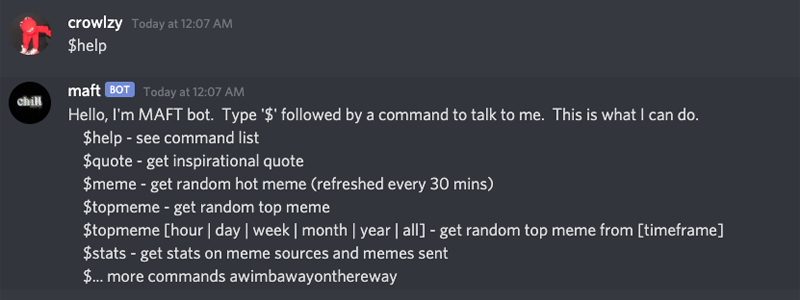 crowlzy Today at 12:07 AM
$help
chill
maft BOT Today at 12:07 AM
Hello, I'm MAFT bot.  Type '$' followed by a command to talk to me.  This is what I can do.
$help - see command list
$quote - get inspirational quote
$meme - get random hot meme (refreshed every 30 mins)
$topmeme - get random top meme
$topmeme [hour | day | week | month | year | all] - get random top meme from [timeframe]
$stats - get stats on meme sources and memes sent
$... more commands awimbawayonthereway